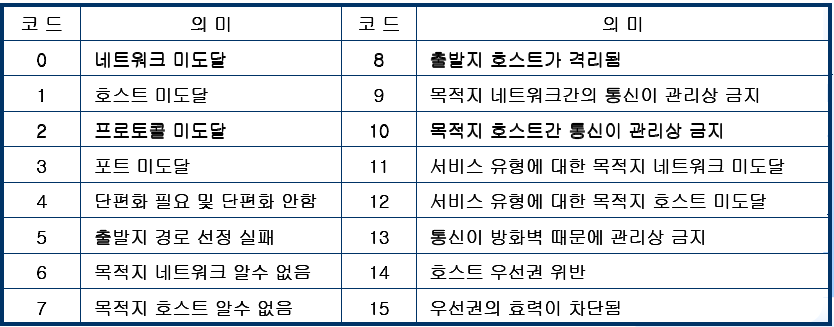 코 드 의 미 코 드 의 미
0 네트워크 미도달 8 출발지 호스트가 격리됨
1 호스트 미도달 9 목적지 네트워크간의 통신이 관리상 금지
2 프로토콜 미도달 10 목적지 호스트간 통신이 관리상 금지
3 포트 미도달 11 서비스 유형에 대한 목적지 네트워크 미도달
4 단편화 필요 및 단편화 안함 12 서비스 유형에 대한 목적지 호스트 미도달
5 출발지 경로 선정 실패 13 통신이 방화벽 때문에 관리상 금지
6 목적지 네트워크 알수 없음 14 호스트 우선권 위반
7 목적지 호스트 알수 없음 15 우선권의 효력이 차단됨